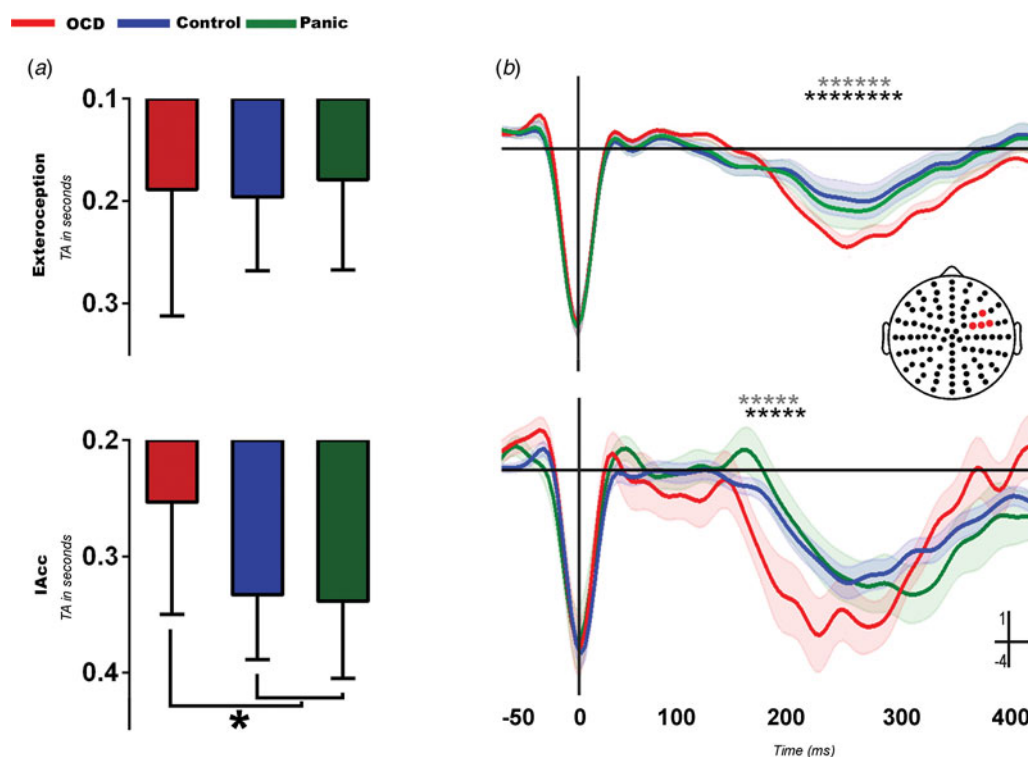 OCD Control Panic
(a)
0.1
0.2
0.3
Exteroception
TA in seconds
0.2
0.3
0.4
IAcc
TA in seconds
*
(b)
******
********
*****
*****
1
-4
-50 0 100 200 300 400
Time (ms)